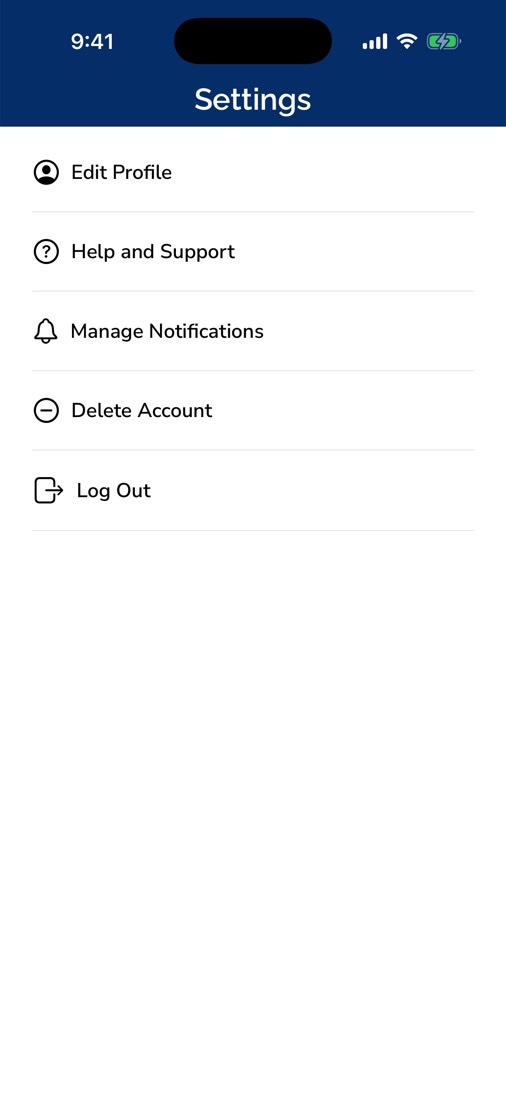 9:41
Settings
Edit Profile
Help and Support
Manage Notifications
Delete Account
Log Out